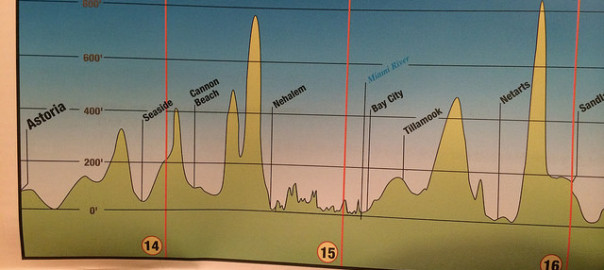 800'
600'
400'
200'
0'
Astoria
Seaside
Cannon
Beach
Nehalem
Miami River
Bay City
Tillamook
Netarts
14
15
16